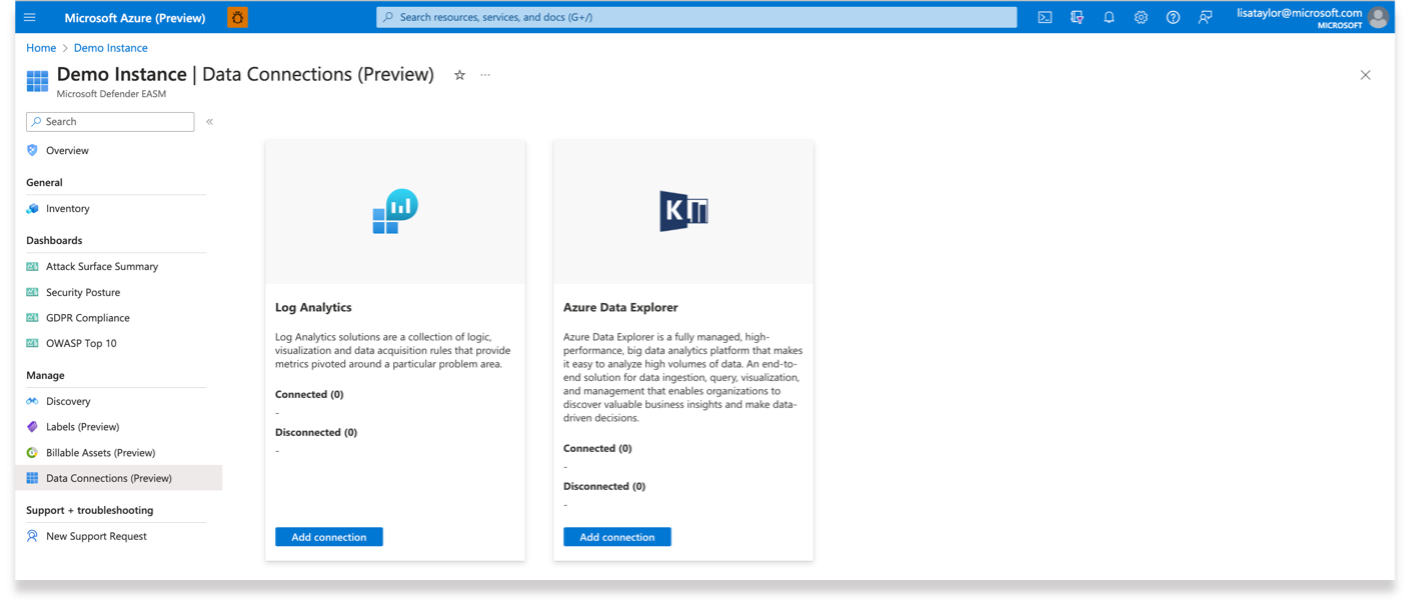 Microsoft Azure (Preview)
Search resources, services, and docs (G+/)
lisataylor@microsoft.com
MICROSOFT
Home > Demo Instance
Demo Instance | Data Connections (Preview)
Microsoft Defender EASM
Search
Overview
General
Inventory
Dashboards
Attack Surface Summary
Security Posture
GDPR Compliance
OWASP Top 10
Manage
Discovery
Labels (Preview)
Billable Assets (Preview)
Data Connections (Preview)
Support + troubleshooting
New Support Request
Log Analytics
Log Analytics solutions are a collection of logic,
visualization and data acquisition rules that provide
metrics pivoted around a particular problem area.
Connected (0)
-
Disconnected (0)
-
Add connection
K
Azure Data Explorer
Azure Data Explorer is a fully managed, high-
performance, big data analytics platform that makes
it easy to analyze high volumes of data. An end-to-
end solution for data ingestion, query, visualization,
and management that enables organizations to
discover valuable business insights and make data-
driven decisions.
Connected (0)
-
Disconnected (0)
-
Add connection